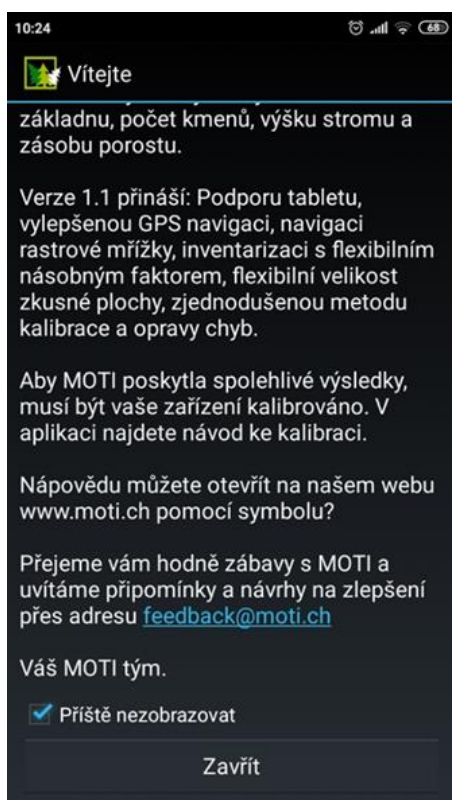 10:24
68
Vítejte
základnu, počet kmenů, výšku stromu a
zásobu porostu.
Verze 1.1 přináší: Podporu tabletu,
vylepšenou GPS navigaci, navigaci
rastrové mřížky, inventarizaci s flexibilním
násobným faktorem, flexibilní velikost
zkusné plochy, zjednodušenou metodu
kalibrace a opravy chyb.
Aby MOTI poskytla spolehlivé výsledky,
musí být vaše zařízení kalibrováno. V
aplikaci najdete návod ke kalibraci.
Nápovědu můžete otevřít na našem webu
www.moti.ch pomocí symbolu?
Přejeme vám hodně zábavy s MOTI a
uvítáme připomínky a návrhy na zlepšení
přes adresu feedback@moti.ch
Váš MOTI tým.
Příště nezobrazovat
Zavřít